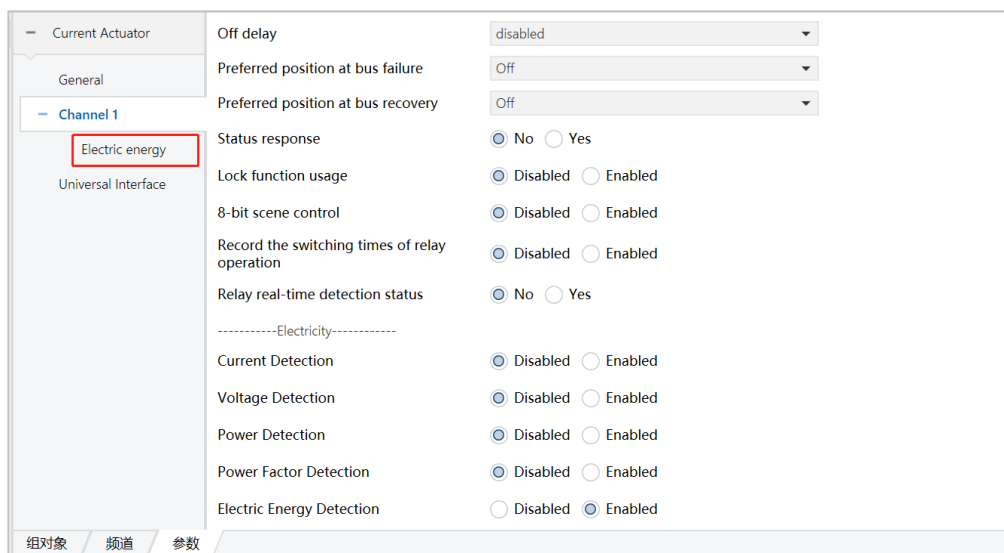 Current Actuator
General
Channel 1
Electric energy
Universal Interface
Off delay disabled
Preferred position at bus failure Off
Preferred position at bus recovery Off
Status response No Yes
Lock function usage Disabled Enabled
8-bit scene control Disabled Enabled
Record the switching times of relay
operation Disabled Enabled
Relay real-time detection status No Yes
-----------Electricity------------
Current Detection Disabled Enabled
Voltage Detection Disabled Enabled
Power Detection Disabled Enabled
Power Factor Detection Disabled Enabled
Electric Energy Detection Disabled Enabled
组对象 频道 参数